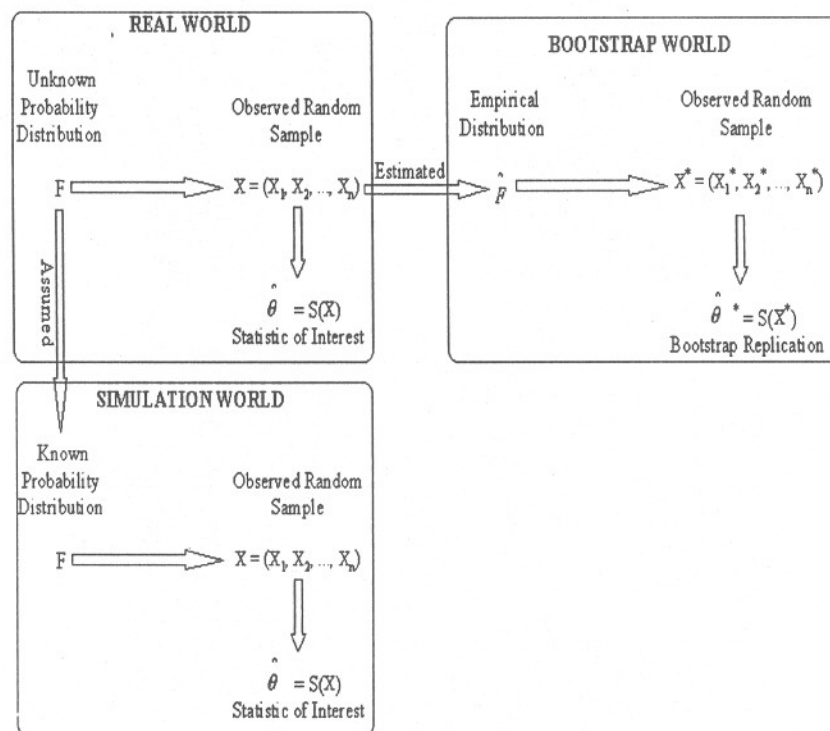 REAL WORLD
Unknown
Probability
Distribution
Observed Random
Sample
F
X = (X₁, X₂, ..., Xₙ)
θ̂ = S(X)
Statistic of Interest
Estimated
Assumed
BOOTSTRAP WORLD
Empirical
Distribution
Observed Random
Sample
F̂
X* = (X₁*, X₂*, ..., Xₙ*)
θ̂* = S(X*)
Bootstrap Replication
SIMULATION WORLD
Known
Probability
Distribution
Observed Random
Sample
F
X = (X₁, X₂, ..., Xₙ)
θ̂ = S(X)
Statistic of Interest